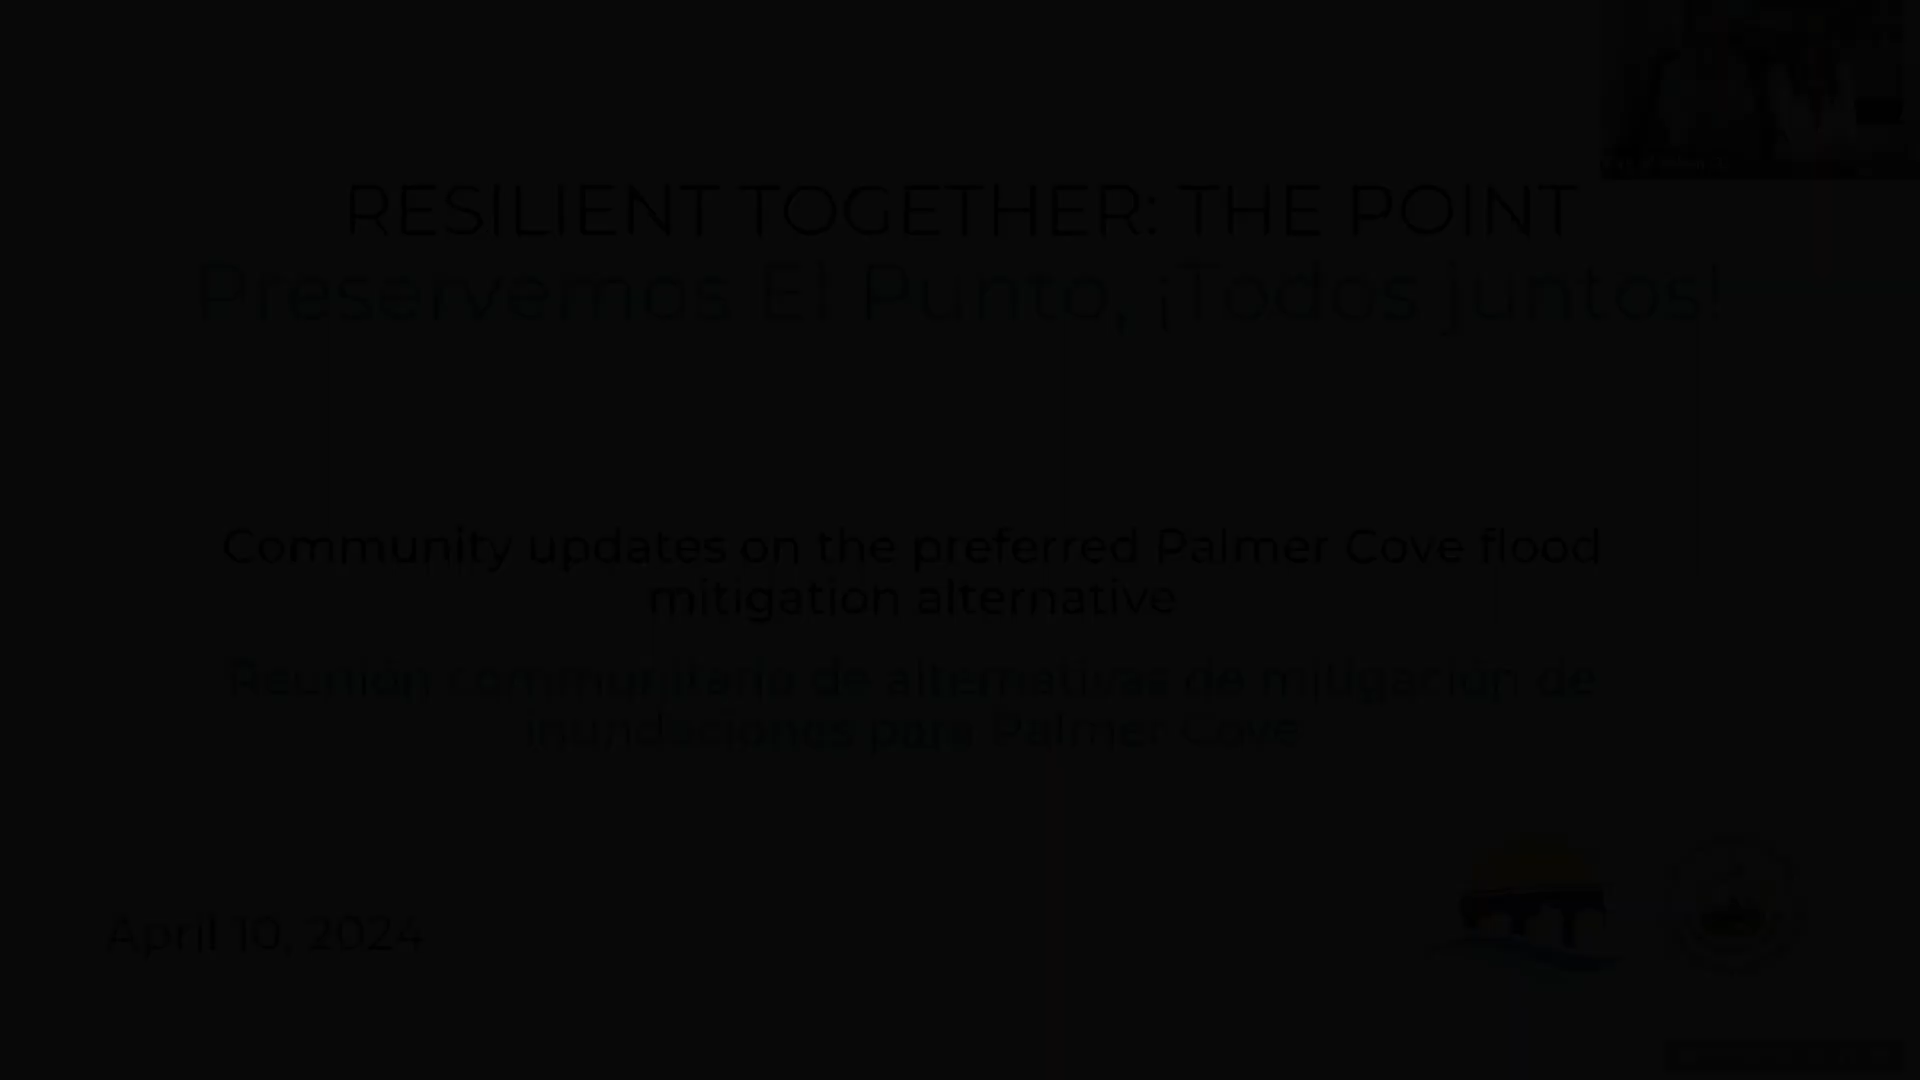 RESILIENT TOGETHER: THE POINT
Preservemos El Punto, ¡Todos juntos!
Community updates on the preferred Palmer Cove flood
mitigation alternative
Reunión communitario de alternativas de mitigación de
inundaciones para Palmer Cove
April 10, 2024